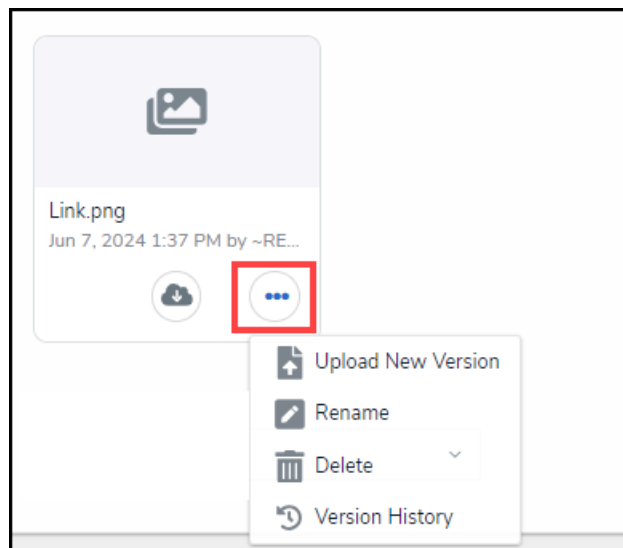 Link.png
Jun 7, 2024 1:37 PM by ~RE...
Upload New Version
Rename
Delete
Version History